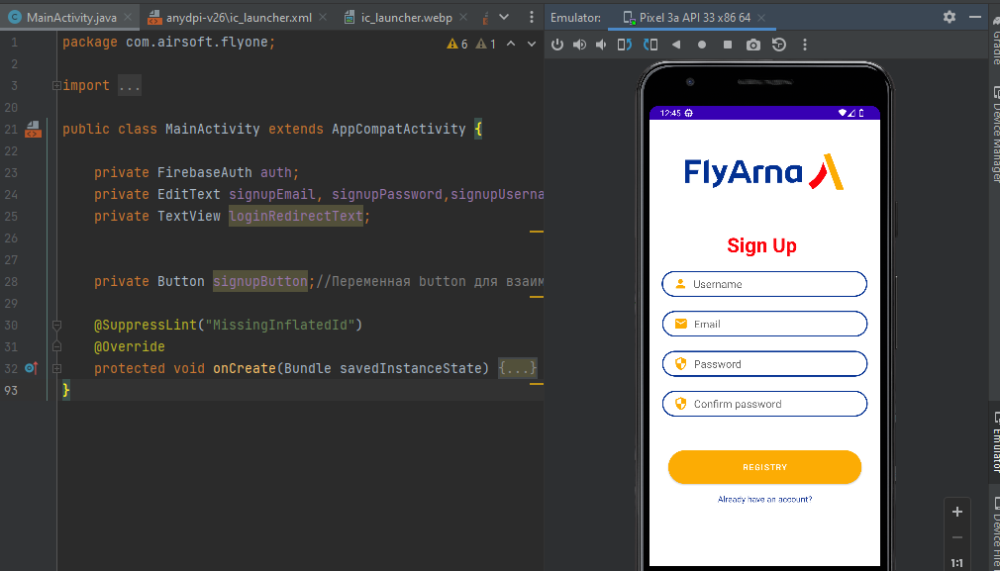 MainActivity.java
anydpi-v26\ic_launcher.xml
ic_launcher.webp
Emulator:
Pixel 3a API 33 x86 64
1 package com.airsoft.flyone;
6 1
2
3 import ...
20
21 public class MainActivity extends AppCompatActivity {
22
23 private FirebaseAuth auth;
24 private EditText signupEmail, signupPassword,signupUserna
25 private TextView loginRedirectText;
26
27
28 private Button signupButton;//Переменная button для взаим
29
30 @SuppressLint("MissingInflatedId")
31 @Override
32 protected void onCreate(Bundle savedInstanceState) {...}
93 }
12:45
FlyArna
Sign Up
Username
Email
Password
Confirm password
REGISTRY
Already have an account?
Gradle
Device Manager
Emulator
Device File
1:1